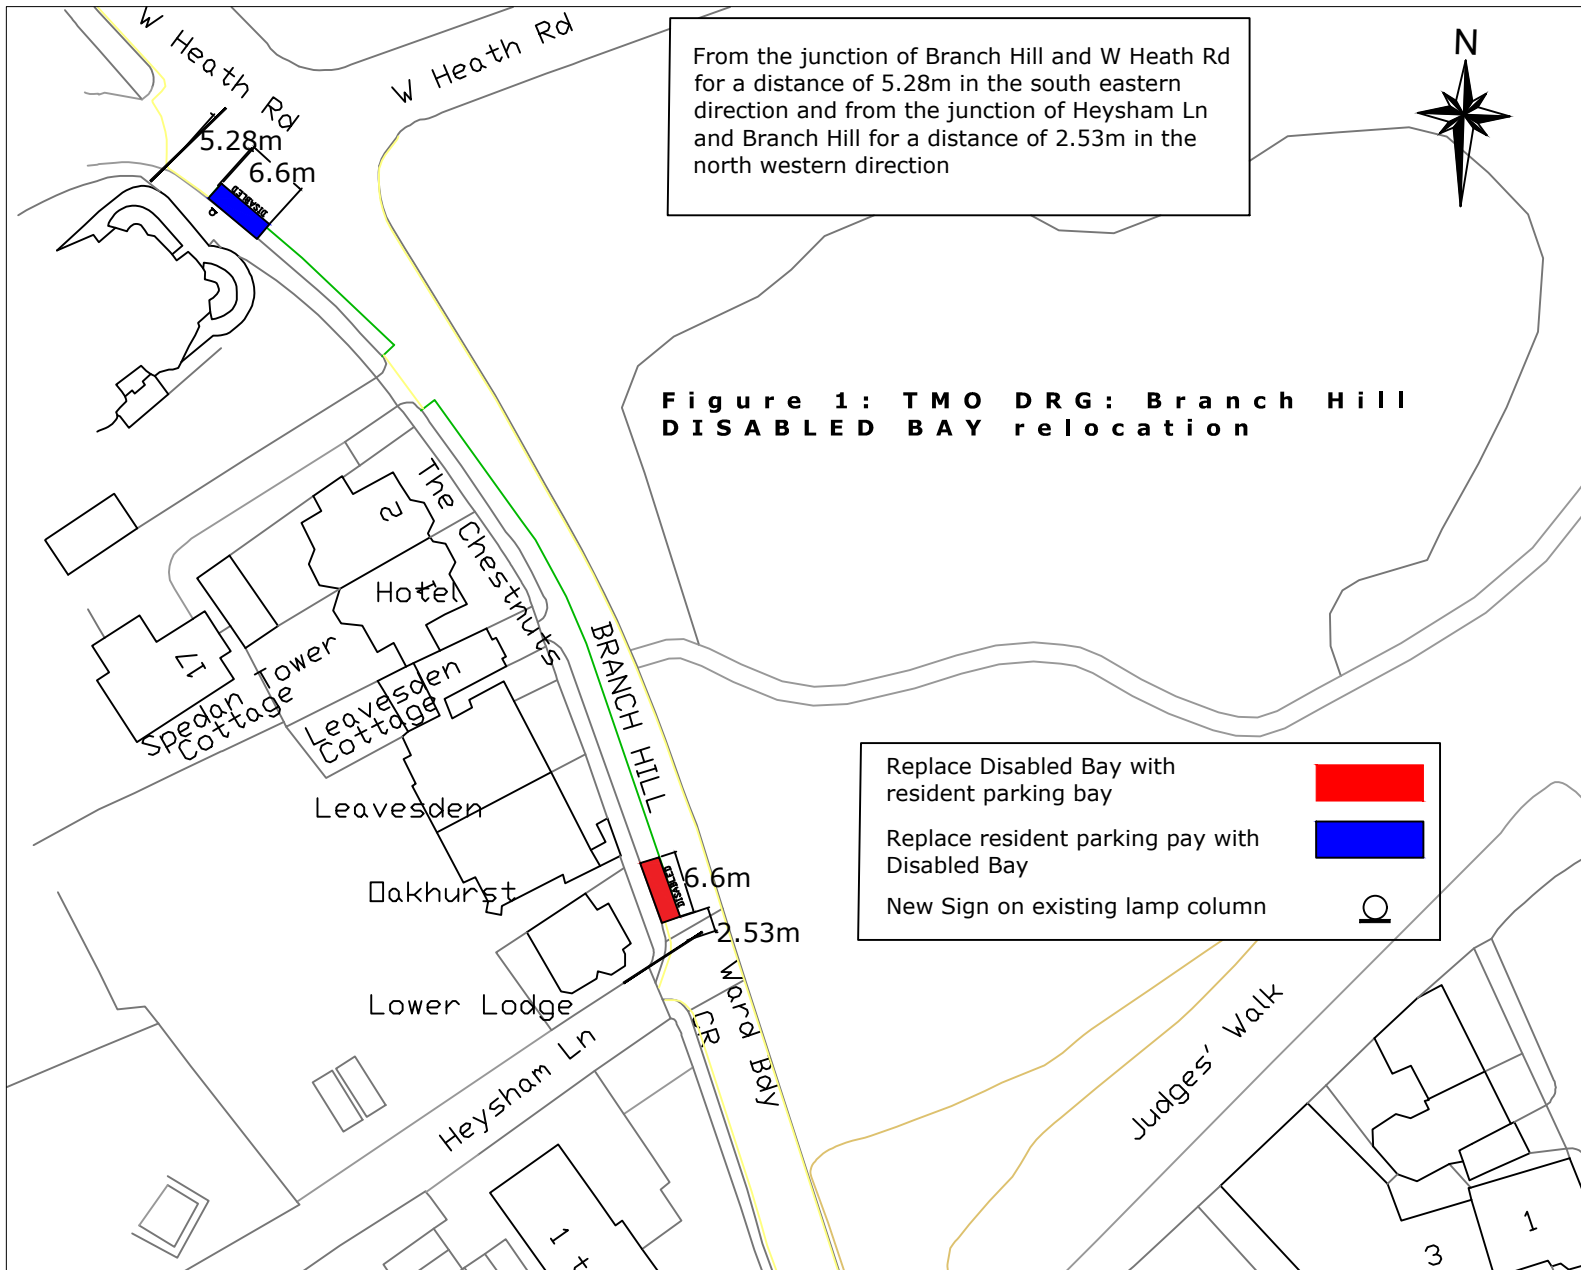 W Heath Rd
W Heath Rd
From the junction of Branch Hill and W Heath Rd
for a distance of 5.28m in the south eastern
direction and from the junction of Heysham Ln
and Branch Hill for a distance of 2.53m in the
north western direction
N
5.28m
6.6m
DISABLED
Figure 1: TMO DRG: Branch Hill
DISABLED BAY relocation
The Chestnuts
2
1
Hotel
17
Spedan Tower
Cottage
Leavesden
Cottage
BRANCH HILL
Leavesden
Oakhurst
DISABLED
6.6m
2.53m
Replace Disabled Bay with
resident parking bay
Replace resident parking pay with
Disabled Bay
New Sign on existing lamp column
Lower Lodge
Ward Bdy
CR
Heysham Ln
Judges' Walk
1 t
1
3